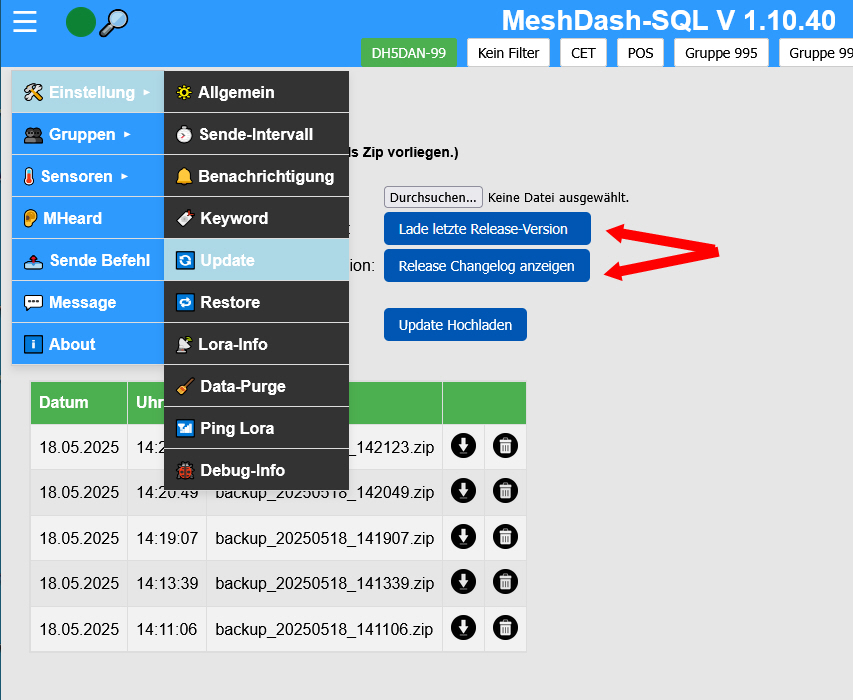 MeshDash-SQL V 1.10.40
DH5DAN-99 Kein Filter CET POS Gruppe 995 Gruppe 99
Einstellung
Gruppen
Sensoren
MHeard
Sende Befehl
Message
About
Allgemein
Sende-Intervall
Benachrichtigung
Keyword
Update
Restore
Lora-Info
Data-Purge
Ping Lora
Debug-Info
ls Zip vorliegen.)
Durchsuchen... Keine Datei ausgewählt.
: Lade letzte Release-Version
ion: Release Changelog anzeigen
Update Hochladen
Datum Uhr
18.05.2025 14:2 _142123.zip
18.05.2025 14:20:49 backup_20250518_142049.zip
18.05.2025 14:19:07 backup_20250518_141907.zip
18.05.2025 14:13:39 backup_20250518_141339.zip
18.05.2025 14:11:06 backup_20250518_141106.zip